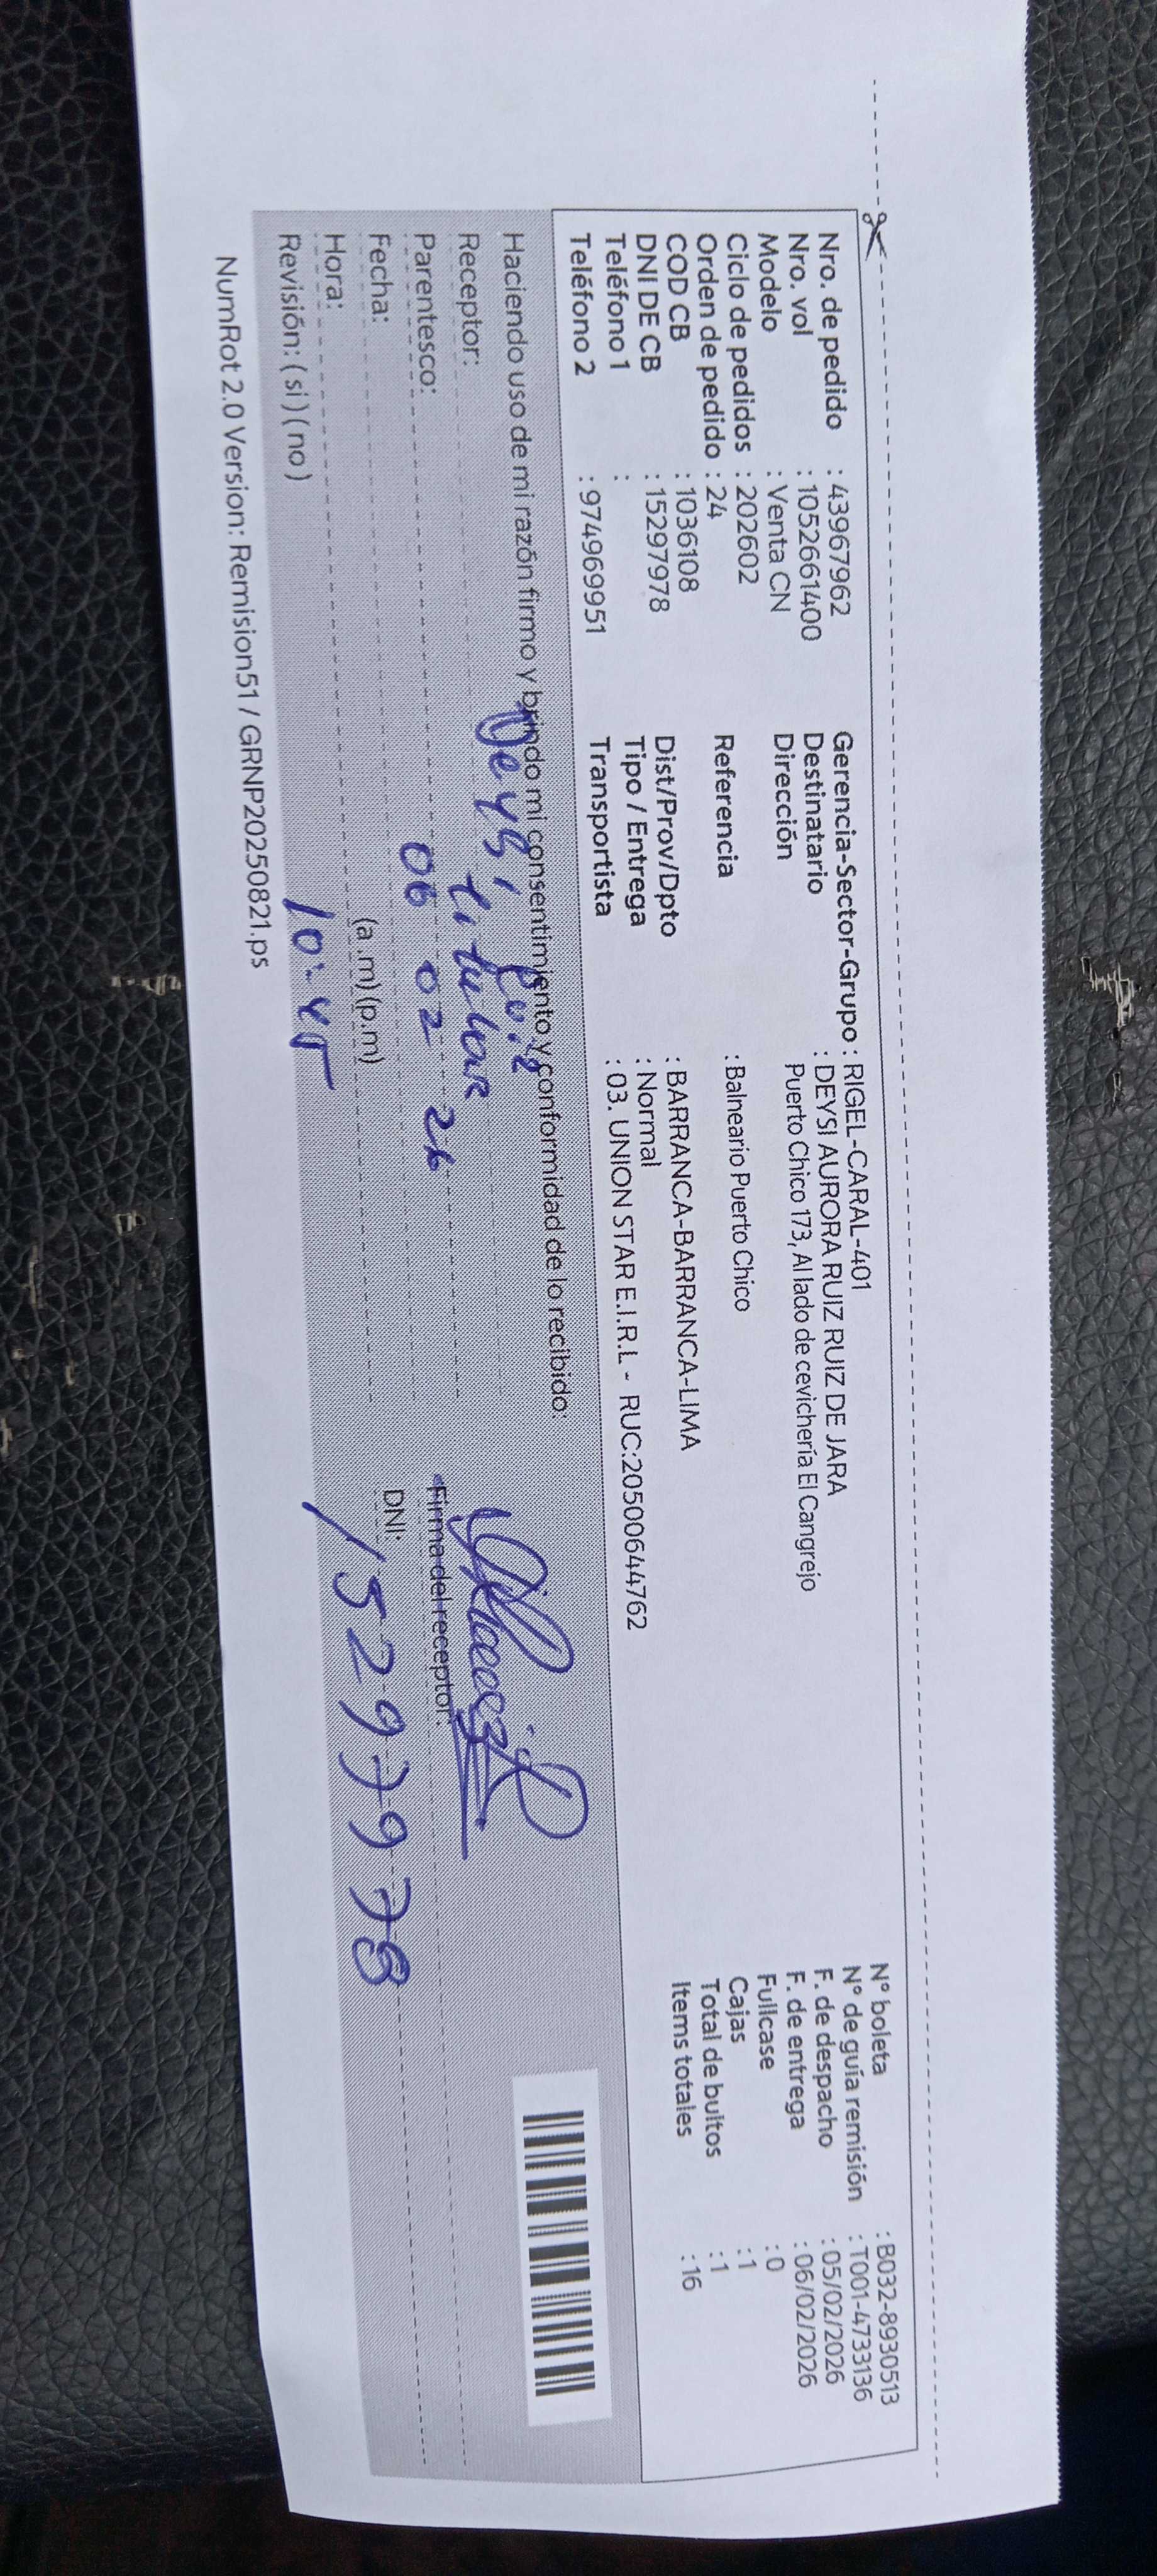 Nro. de pedido : 43967962
Nro. vol : 1052661400
Modelo : Venta CN
Ciclo de pedidos : 202602
Orden de pedido : 24
COD CB : 1036108
DNI DE CB : 15297978
Teléfono 1 :
Teléfono 2 : 974969951
Gerencia-Sector-Grupo : RIGEL-CARAL-401
Destinatario : DEYSI AURORA RUIZ RUIZ DE JARA
Dirección Puerto Chico 173, Al lado de cevichería El Cangrejo
Referencia : Balneario Puerto Chico
Dist/Prov/Dpto : BARRANCA-BARRANCA-LIMA
Tipo / Entrega : Normal
Transportista : 03. UNION STAR E.I.R.L - RUC:20500644762
N° boleta : B032-8930513
N° de guía remisión : T001-4733136
F. de despacho : 05/02/2026
F. de entrega : 06/02/2026
Fullcase : 0
Cajas : 1
Total de bultos : 1
Items totales : 16
Haciendo uso de mi razón firmo y brindo mi consentimiento y conformidad de lo recibido:
Receptor: Deysi Ruiz
Parentesco: titular
Fecha: 06 02 26
Hora: (a.m) (p.m) 10:45
Revisión: ( si ) ( no )
Firma del receptor:
DNI: 15297978
NumRot 2.0 Version: Remision51 / GRNP20250821.ps